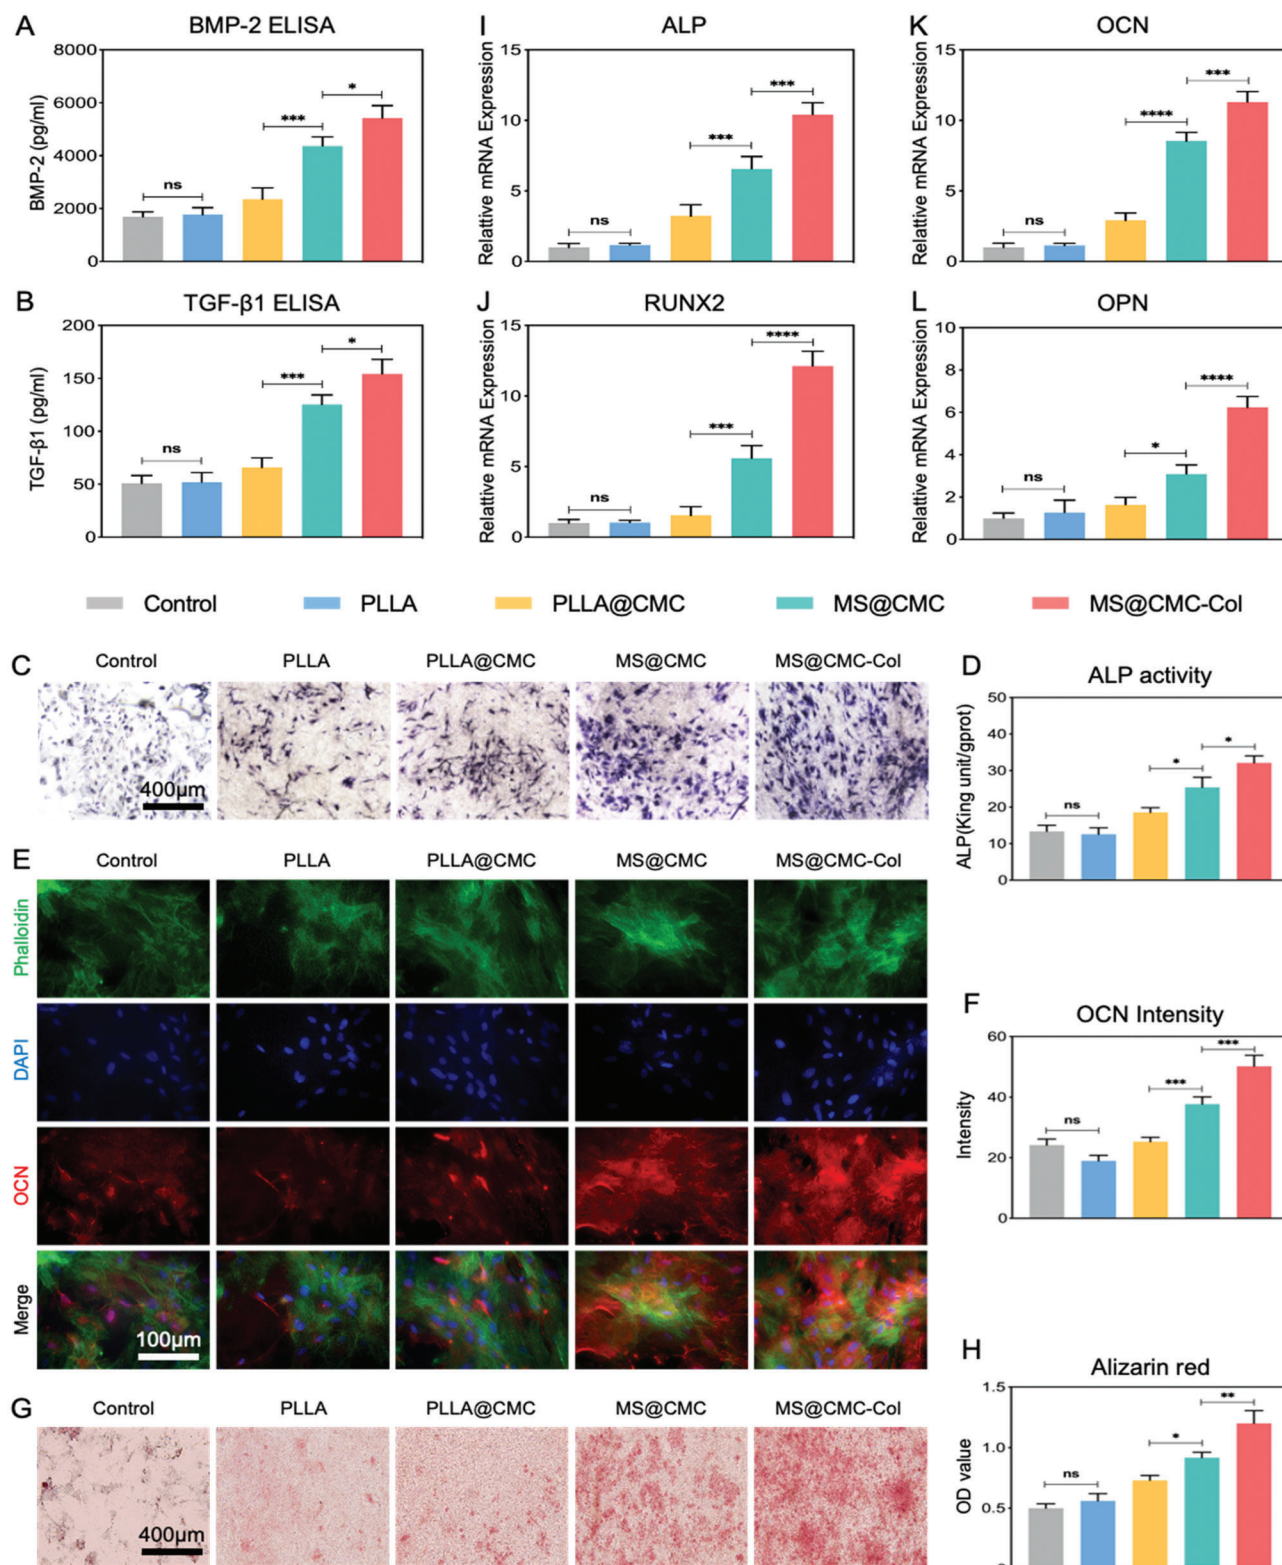 A BMP-2 ELISA
BMP-2 (pg/ml)
8000
6000
4000
2000
0
ns
***
*
I ALP
Relative mRNA Expression
15
10
5
0
ns
***
***
K OCN
Relative mRNA Expression
15
10
5
0
ns
****
***
B TGF-β1 ELISA
TGF-β1 (pg/ml)
200
150
100
50
0
ns
***
*
J RUNX2
Relative mRNA Expression
15
10
5
0
ns
***
****
L OPN
Relative mRNA Expression
10
8
6
4
2
0
ns
*
****
Control PLLA PLLA@CMC MS@CMC MS@CMC-Col
C Control PLLA PLLA@CMC MS@CMC MS@CMC-Col
400μm
D ALP activity
ALP(King unit/gprot)
50
40
30
20
10
0
ns
*
*
E Control PLLA PLLA@CMC MS@CMC MS@CMC-Col
Phalloidin
DAPI
OCN
Merge
100μm
F OCN Intensity
Intensity
60
40
20
0
ns
***
***
G Control PLLA PLLA@CMC MS@CMC MS@CMC-Col
400μm
H Alizarin red
OD value
1.5
1.0
0.5
ns
*
**